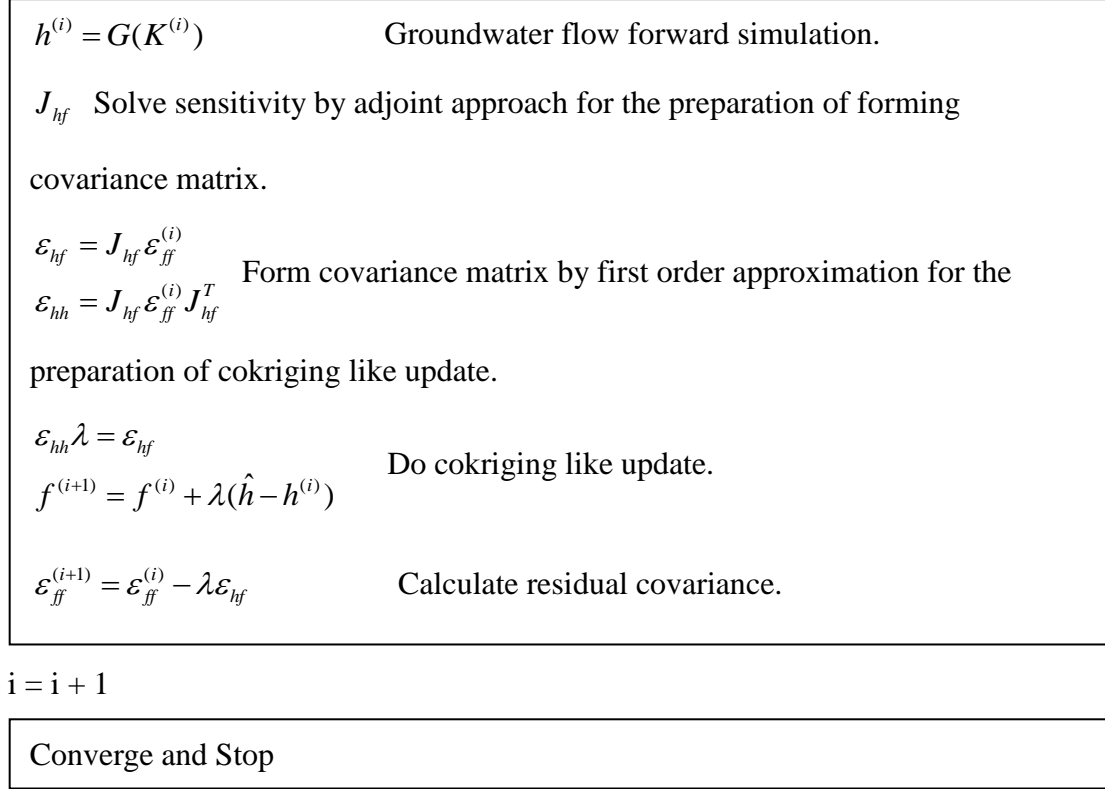 h^{(i)} = G(K^{(i)}) Groundwater flow forward simulation.
J_{hf} Solve sensitivity by adjoint approach for the preparation of forming
covariance matrix.
ε_{hf} = J_{hf} ε_{ff}^{(i)}
Form covariance matrix by first order approximation for the
ε_{hh} = J_{hf} ε_{ff}^{(i)} J_{hf}^{T}
preparation of cokriging like update.
ε_{hh} λ = ε_{hf}
Do cokriging like update.
f^{(i+1)} = f^{(i)} + λ(ĥ − h^{(i)})
ε_{ff}^{(i+1)} = ε_{ff}^{(i)} − λε_{hf} Calculate residual covariance.
i = i + 1
Converge and Stop